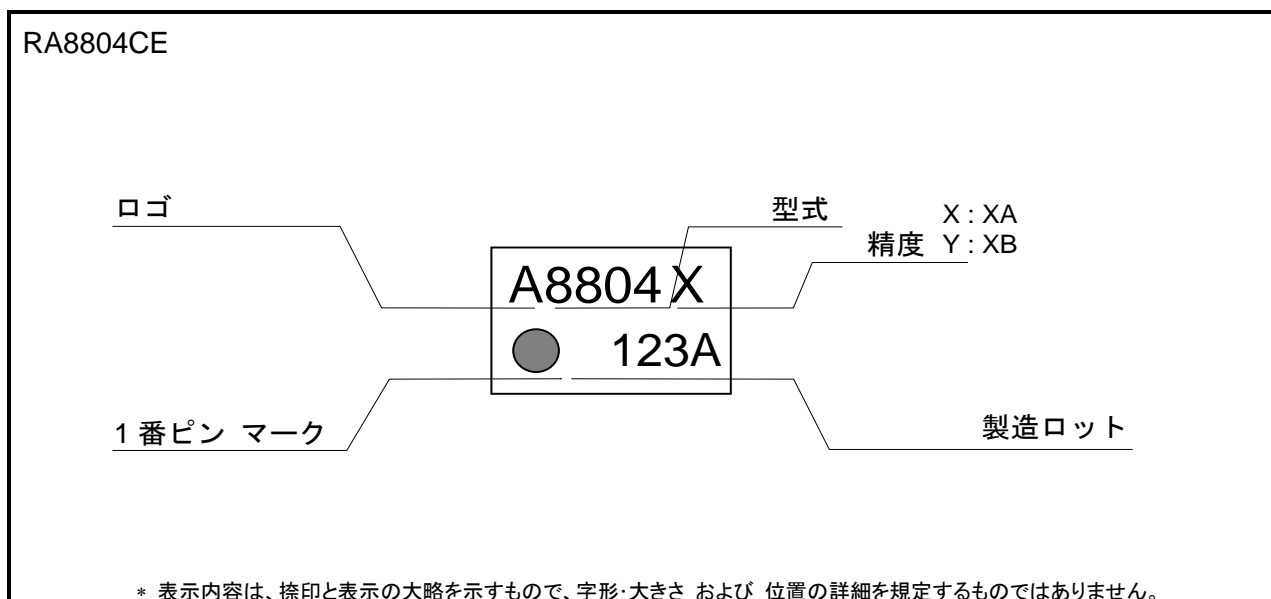 RA8804CE
ロゴ
型式
X : XA
精度 Y : XB
A8804 X
123A
1 番ピン マーク
製造ロット
* 表示内容は、捺印と表示の大略を示すもので、字形・大きさ および 位置の詳細を規定するものではありません。